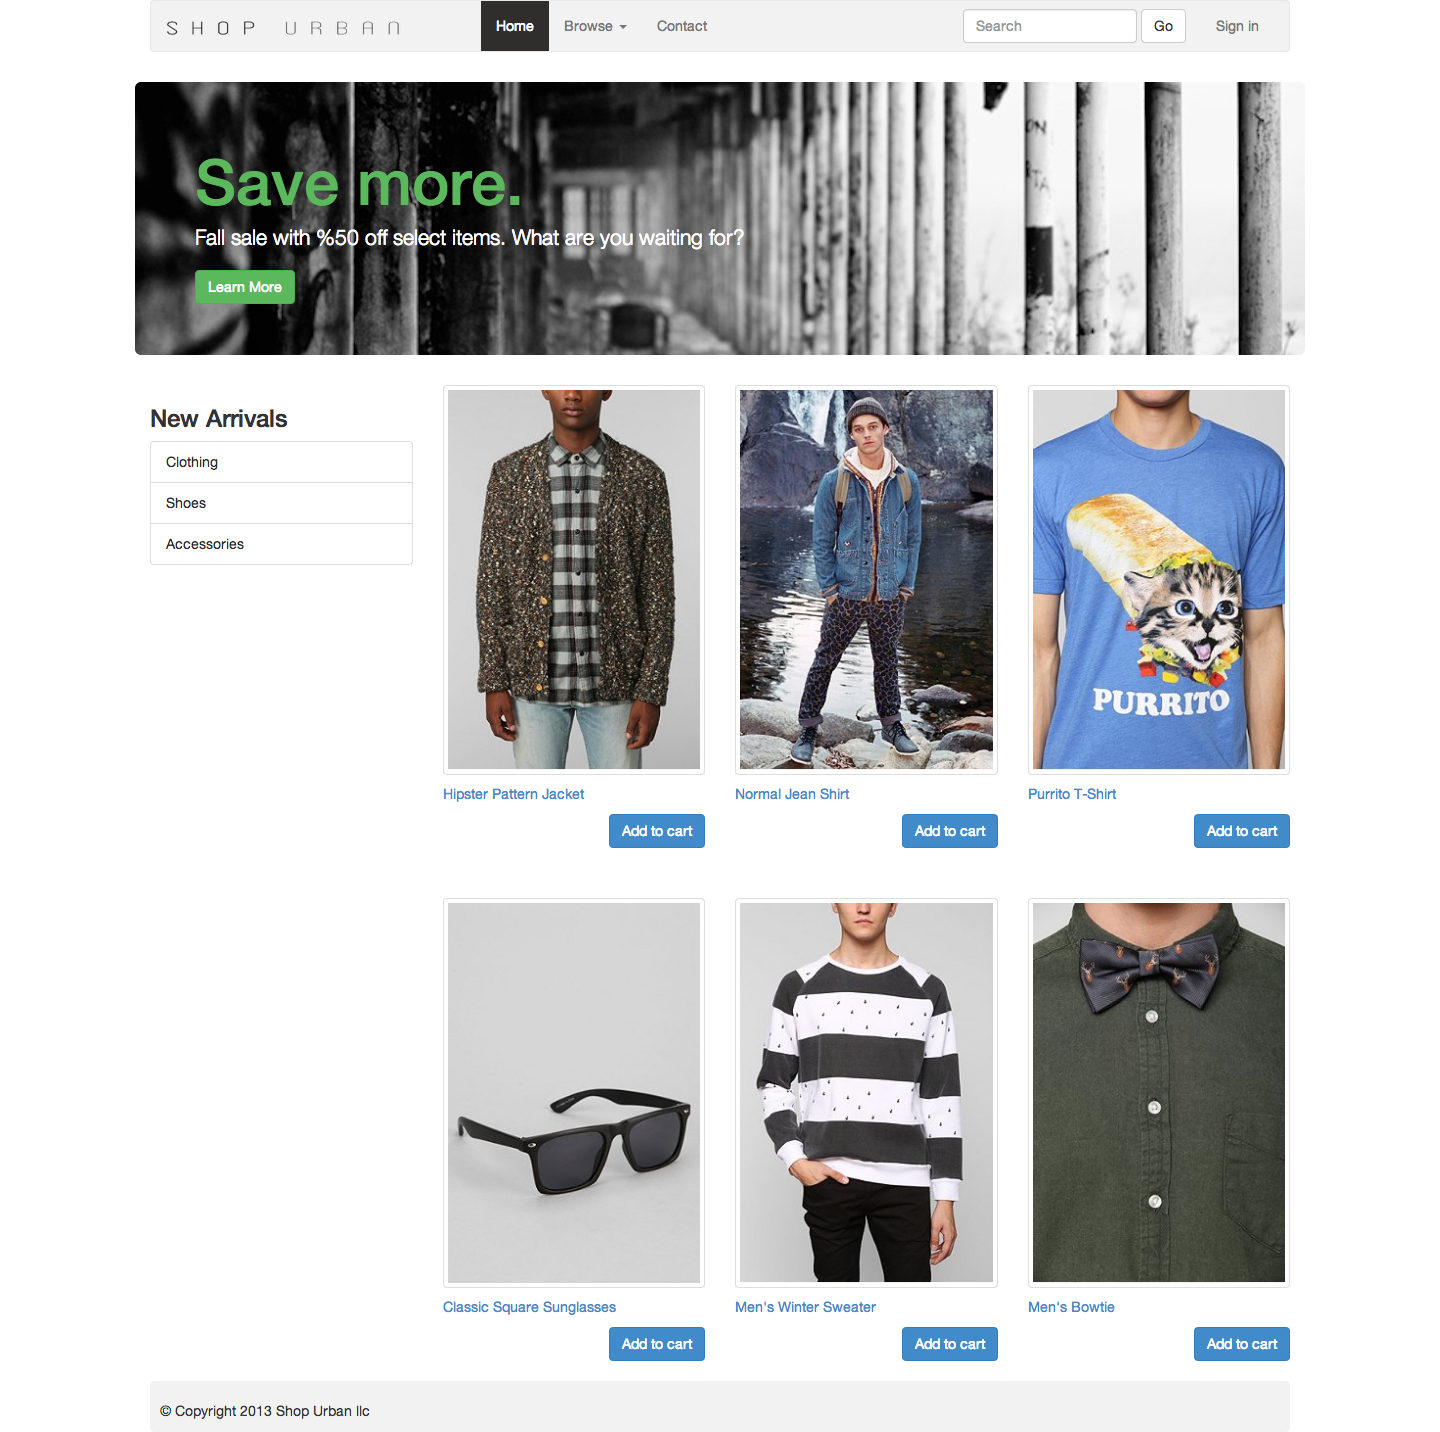 SHOP URBAN
Home
Browse
Contact
Search
Go
Sign in
Save more.
Fall sale with %50 off select items. What are you waiting for?
Learn More
New Arrivals
Clothing
Shoes
Accessories
PURRITO
Hipster Pattern Jacket
Normal Jean Shirt
Purrito T-Shirt
Add to cart
Add to cart
Add to cart
Classic Square Sunglasses
Men's Winter Sweater
Men's Bowtie
Add to cart
Add to cart
Add to cart
© Copyright 2013 Shop Urban llc